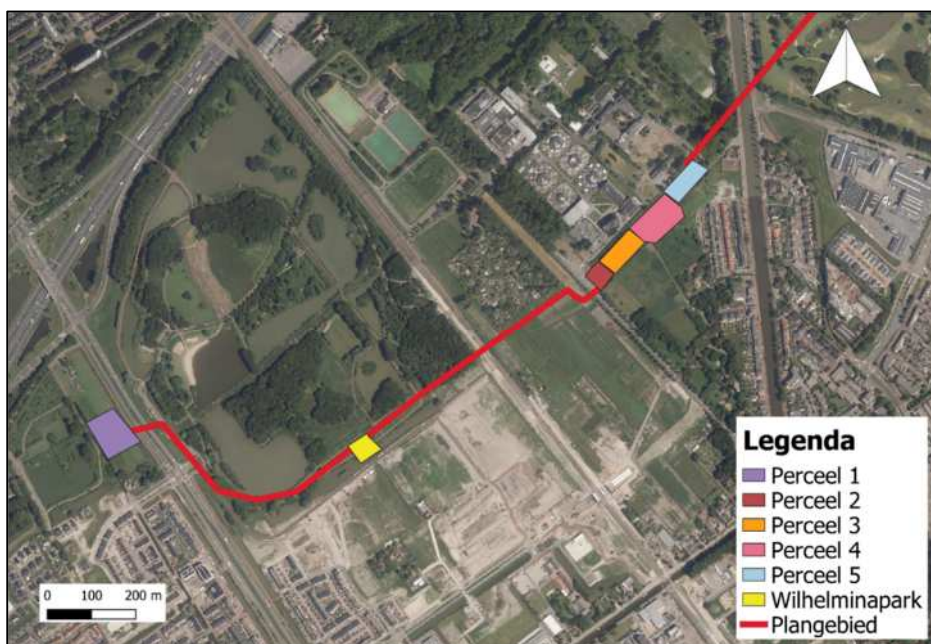 Legenda
Perceel 1
Perceel 2
Perceel 3
Perceel 4
Perceel 5
Wilhelminapark
Plangebied
0 100 200 m